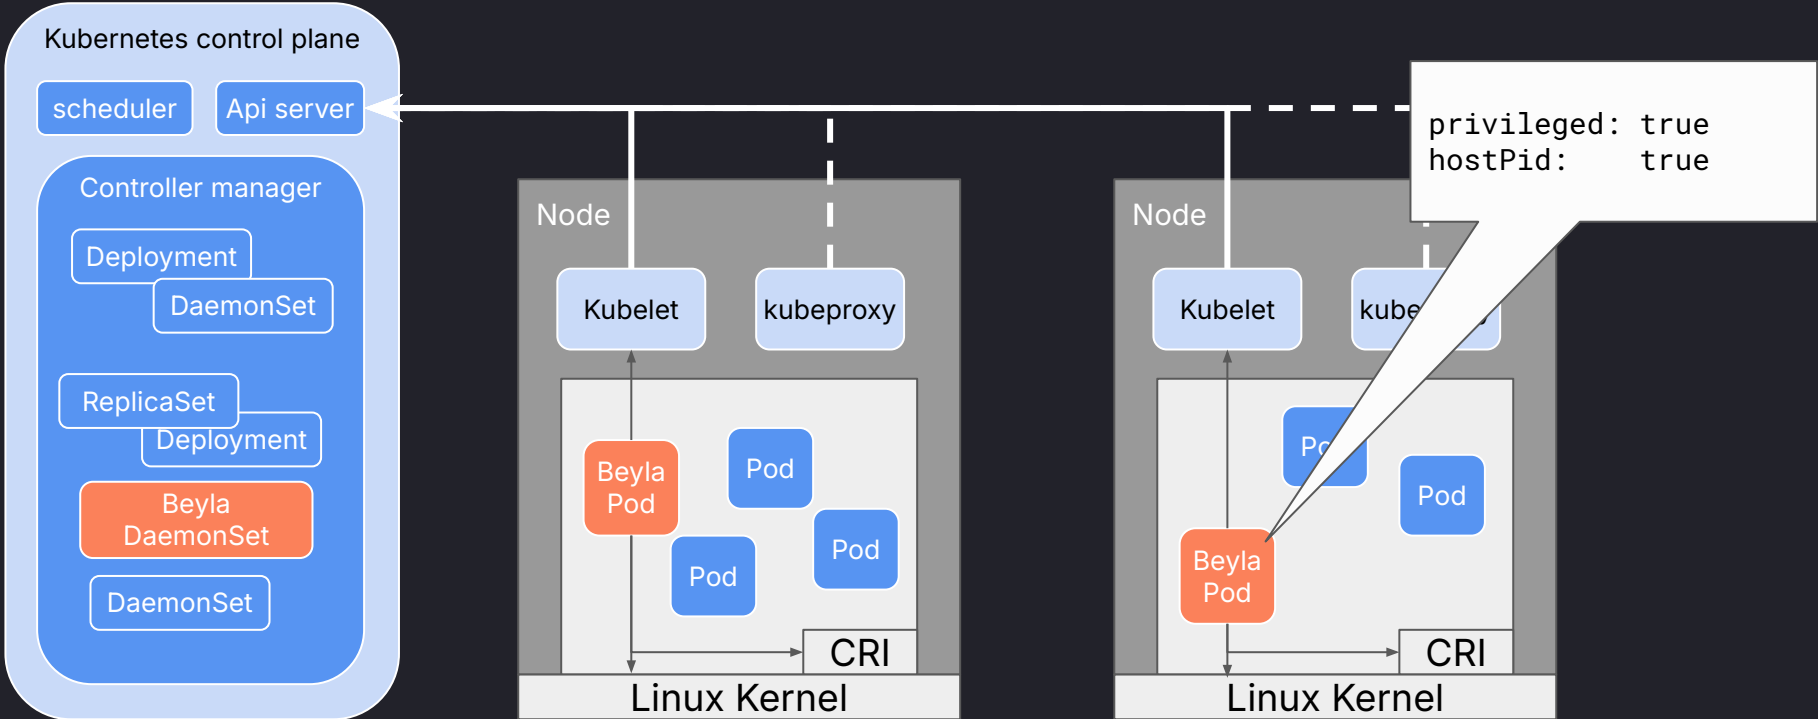 Kubernetes control plane
scheduler
Api server
Controller manager
Deployment
DaemonSet
ReplicaSet
Deployment
Beyla
DaemonSet
DaemonSet
Node
Kubelet
kubeproxy
Beyla
Pod
Pod
Pod
Pod
CRI
Linux Kernel
Node
Kubelet
privileged: true
hostPid: true
Pod
Beyla
Pod
CRI
Linux Kernel